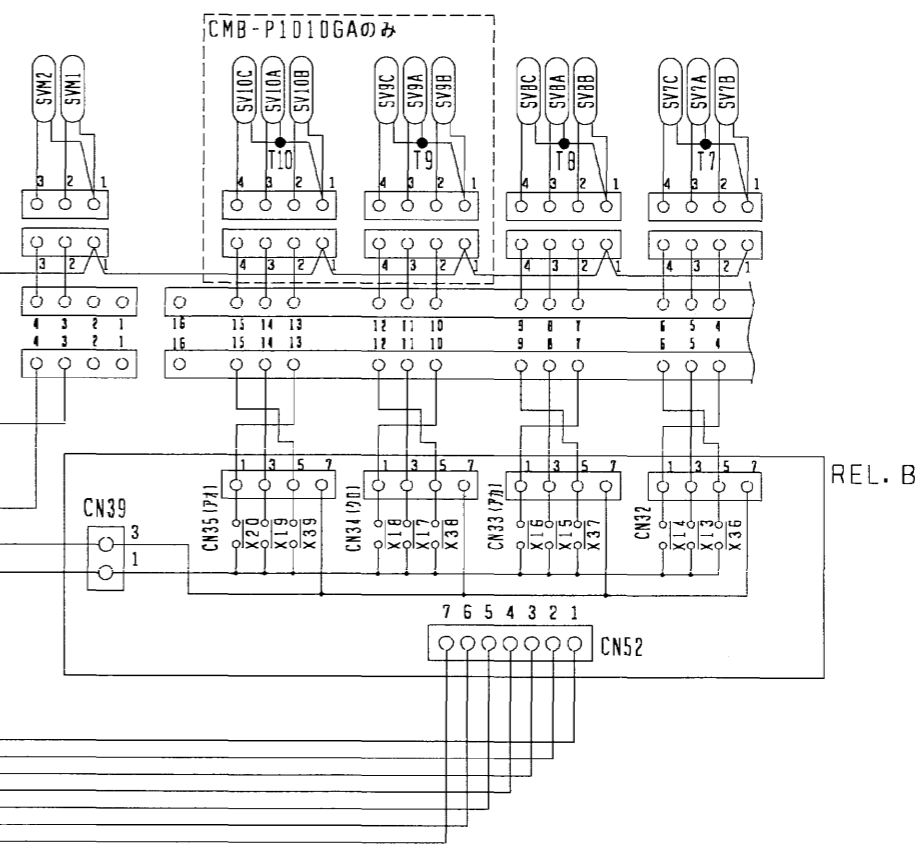 CMB-P1010GAのみ
SVM2 SVM1
SV10C SV10A SV10B
SV9C SV9A SV9B
SV8C SV8A SV8B
SV7C SV7A SV7B
T10 T9 T8 T7
3 2 1 4 3 2 1 4 3 2 1 4 3 2 1 4 3 2 1
3 2 1 4 3 2 1 4 3 2 1 4 3 2 1 4 3 2 1
4 3 2 1 16 15 14 13 12 11 10 9 8 7 6 5 4
4 3 2 1 16 15 14 13 12 11 10 9 8 7 6 5 4
1 3 5 7 1 3 5 7 1 3 5 7 1 3 5 7
REL. B
CN39
3
1
CN35(アオ)
X20 X19 X39
CN34(クロ)
X18 X17 X38
CN33(アカ)
X16 X15 X37
CN32
X14 X13 X36
7 6 5 4 3 2 1
CN52